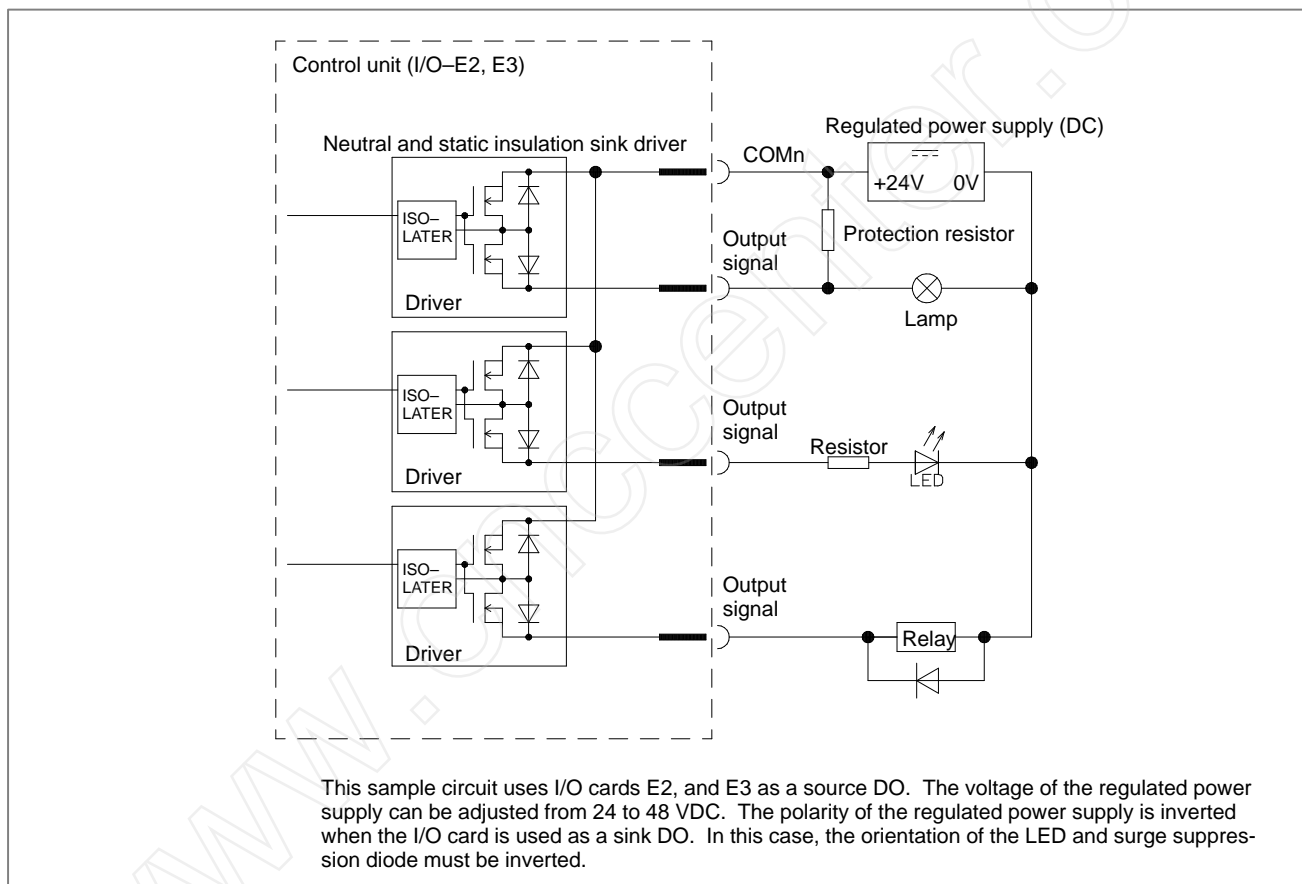 Control unit (I/O–E2, E3)
Neutral and static insulation sink driver
Regulated power supply (DC)
COMn
+24V 0V
ISO–
LATER
Driver
Output
signal
Protection resistor
Lamp
ISO–
LATER
Driver
Output
signal
Resistor
LED
ISO–
LATER
Driver
Output
signal
Relay
This sample circuit uses I/O cards E2, and E3 as a source DO. The voltage of the regulated power
supply can be adjusted from 24 to 48 VDC. The polarity of the regulated power supply is inverted
when the I/O card is used as a sink DO. In this case, the orientation of the LED and surge suppres-
sion diode must be inverted.
www.cnccenter.